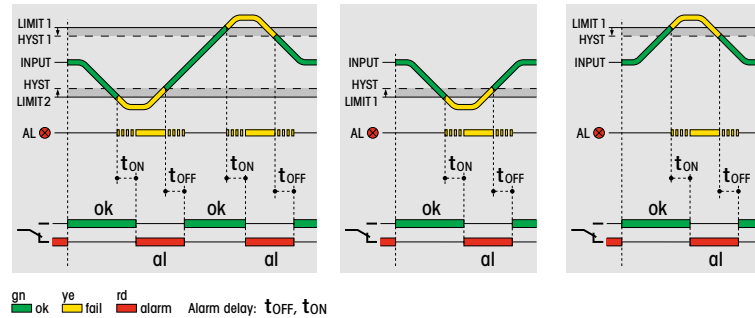 LIMIT 1
HYST 1
INPUT
HYST
LIMIT2
AL
tON
tOFF
tON
tOFF
ok
ok
al
al
INPUT
HYST
LIMIT 1
AL
tON
tOFF
ok
al
LIMIT 1
HYST
INPUT
AL
tON
tOFF
ok
al
gn ok ye fail rd alarm Alarm delay: tOFF, tON